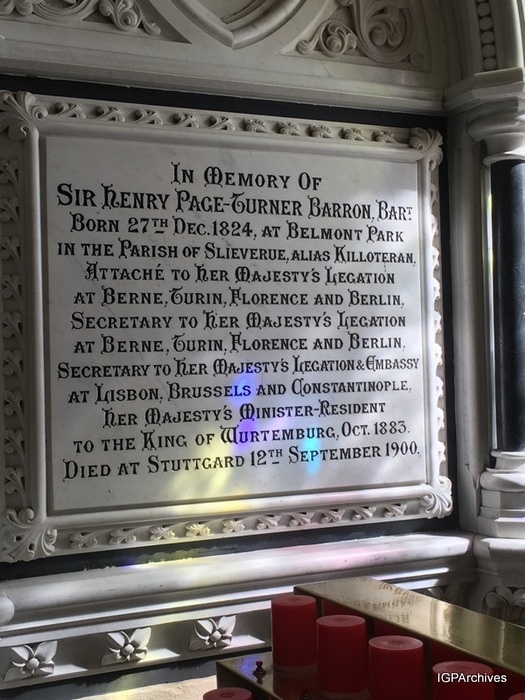 In Memory Of
Sir Henry Page-Turner Barron, Bart
Born 27th Dec. 1824, at Belmont Park
in the Parish of Slieverue, alias Killoteran,
Attaché to Her Majesty's Legation
at Berne, Turin, Florence and Berlin,
Secretary to Her Majesty's Legation
at Berne, Turin, Florence and Berlin,
Secretary to Her Majesty's Legation & Embassy
at Lisbon, Brussels and Constantinople,
Her Majesty's Minister-Resident
to the King of Wurtemburg, Oct. 1883.
Died at Stuttgard 12th September 1900.
IGPArchives